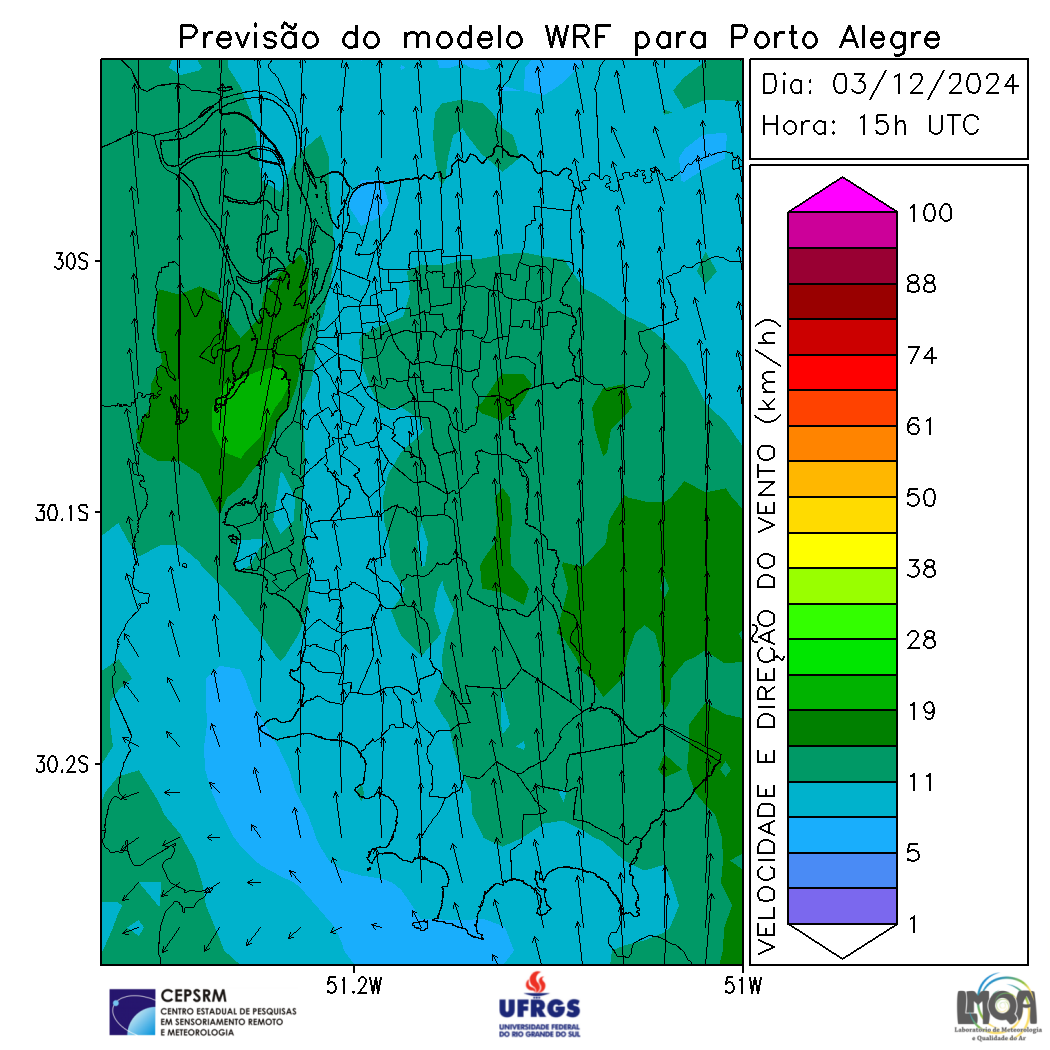 Previsão do modelo WRF para Porto Alegre
Dia: 03/12/2024
Hora: 15h UTC
30S
30.1S
30.2S
51.2W
51W
VELOCIDADE E DIREÇÃO DO VENTO (km/h)
100
88
74
61
50
38
28
19
11
5
1
CEPSRM
CENTRO ESTADUAL DE PESQUISAS
EM SENSORIAMENTO REMOTO
E METEOROLOGIA
UFRGS
UNIVERSIDADE FEDERAL
DO RIO GRANDE DO SUL
LMQA
Laboratório de Meteorologia
e Qualidade do Ar